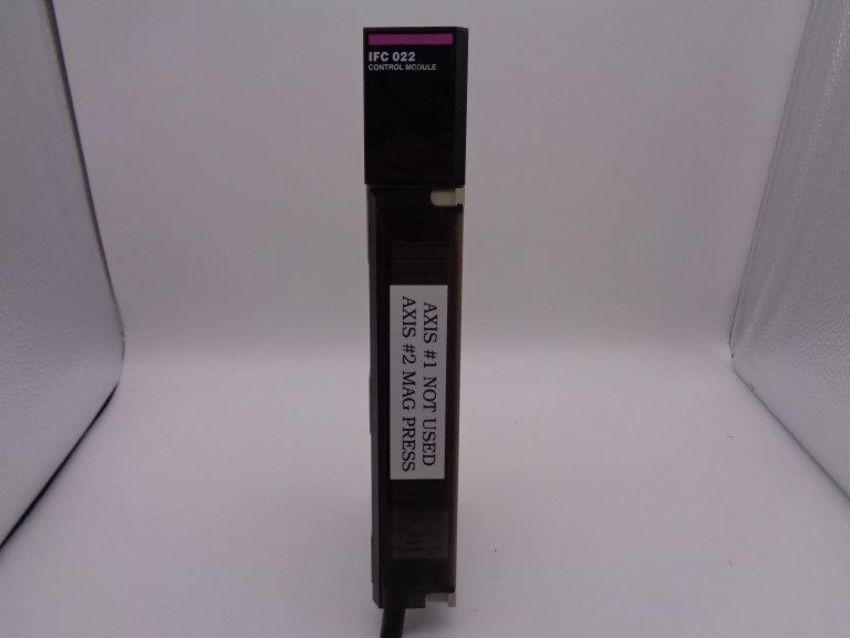 IFC 022
CONTROL MODULE
AXIS #1 NOT USED
AXIS #2 MAG PRESS